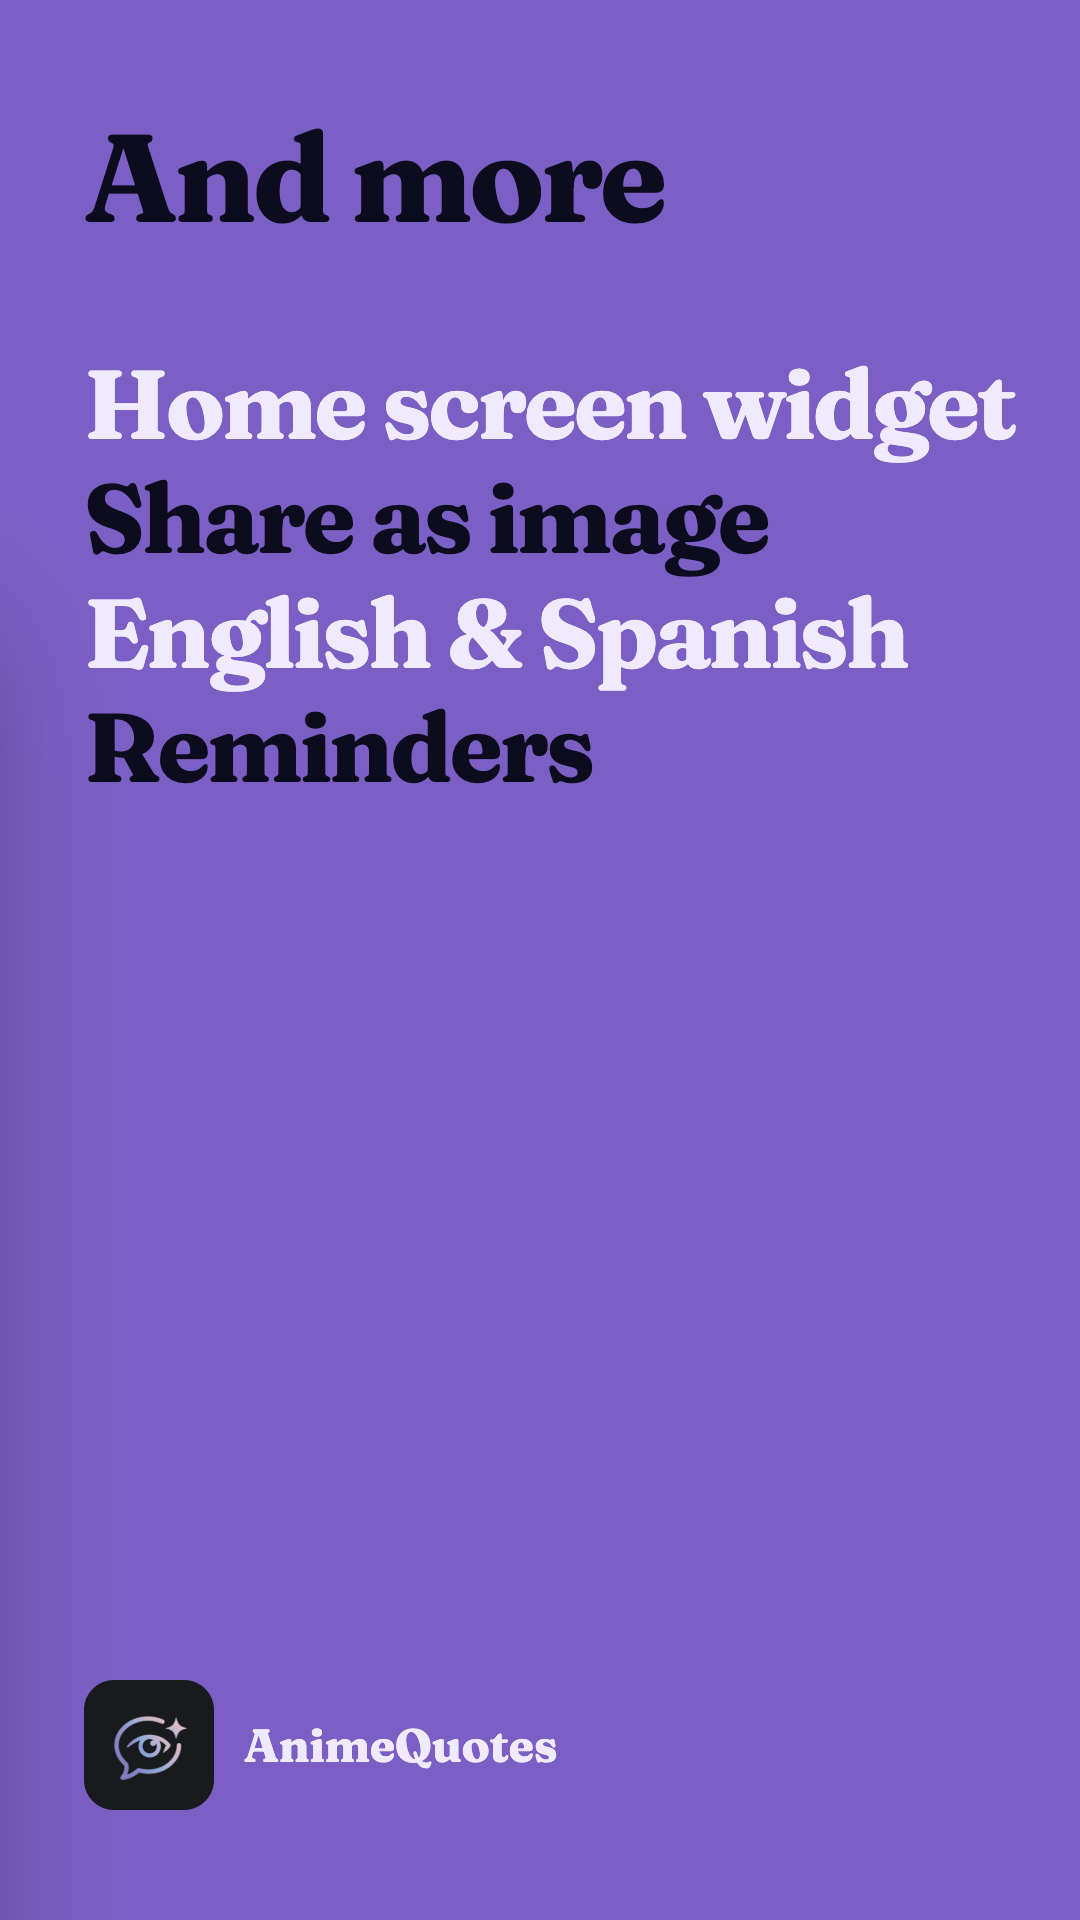 And more
Home screen widget
Share as image
English & Spanish
Reminders
AnimeQuotes